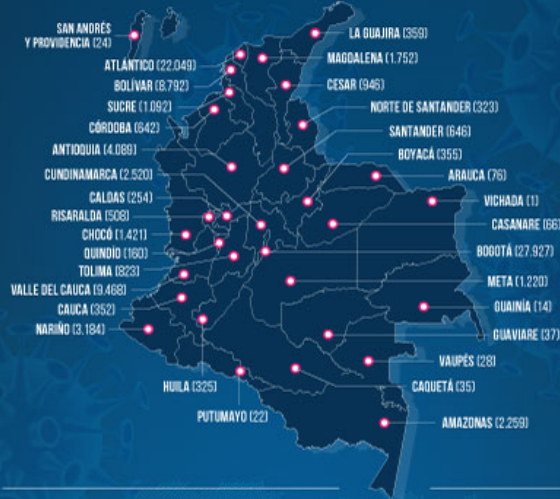 SAN ANDRÉS
Y PROVIDENCIA (24)
ATLÁNTICO (22.049)
BOLÍVAR (8.792)
SUCRE (1.092)
CÓRDOBA (642)
ANTIOQUIA (4.089)
CUNDINAMARCA (2.520)
CALDAS (254)
RISARALDA (508)
CHOCÓ (1.421)
QUINDÍO (160)
TOLIMA (823)
VALLE DEL CAUCA (9.468)
CAUCA (352)
NARIÑO (3.184)
HUILA (325)
PUTUMAYO (22)
LA GUAJIRA (359)
MAGDALENA (1.752)
CESAR (946)
NORTE DE SANTANDER (323)
SANTANDER (646)
BOYACÁ (355)
ARAUCA (76)
VICHADA (1)
CASANARE (66)
BOGOTÁ (27.927)
META (1.220)
GUAINÍA (14)
GUAVIARE (37)
VAUPÉS (28)
CAQUETÁ (35)
AMAZONAS (2.259)